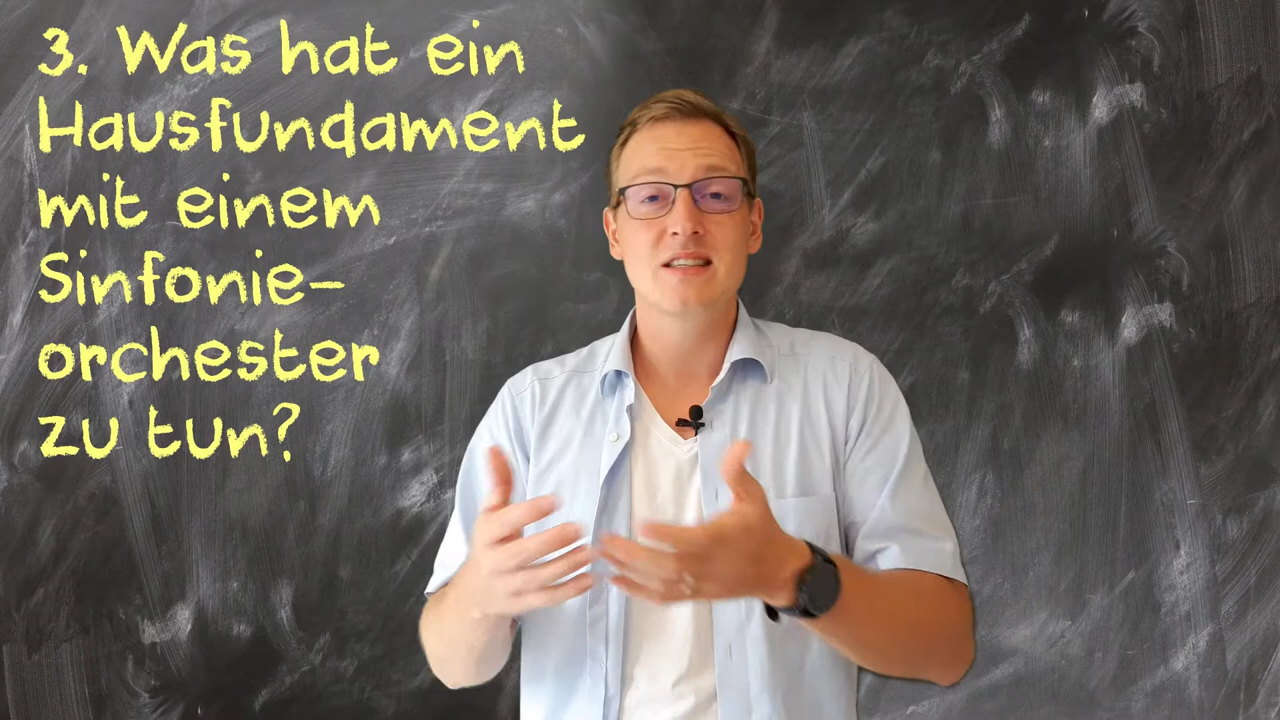 3. Was hat ein
Hausfundament
mit einem
Sinfonie-
orchester
zu tun?